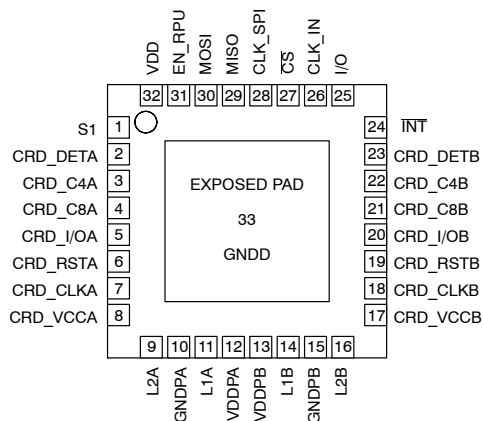 VDD
EN_RPU
MOSI
MISO
CLK_SPI
CS
CLK_IN
I/O
32 31 30 29 28 27 26 25
S1 1
CRD_DETA 2
CRD_C4A 3
CRD_C8A 4
CRD_I/OA 5
CRD_RSTA 6
CRD_CLKA 7
CRD_VCCA 8
EXPOSED PAD
33
GNDD
24 INT
23 CRD_DETB
22 CRD_C4B
21 CRD_C8B
20 CRD_I/OB
19 CRD_RSTB
18 CRD_CLKB
17 CRD_VCCB
9 10 11 12 13 14 15 16
L2A
GNDPA
L1A
VDDPA
VDDPB
L1B
GNDPB
L2B